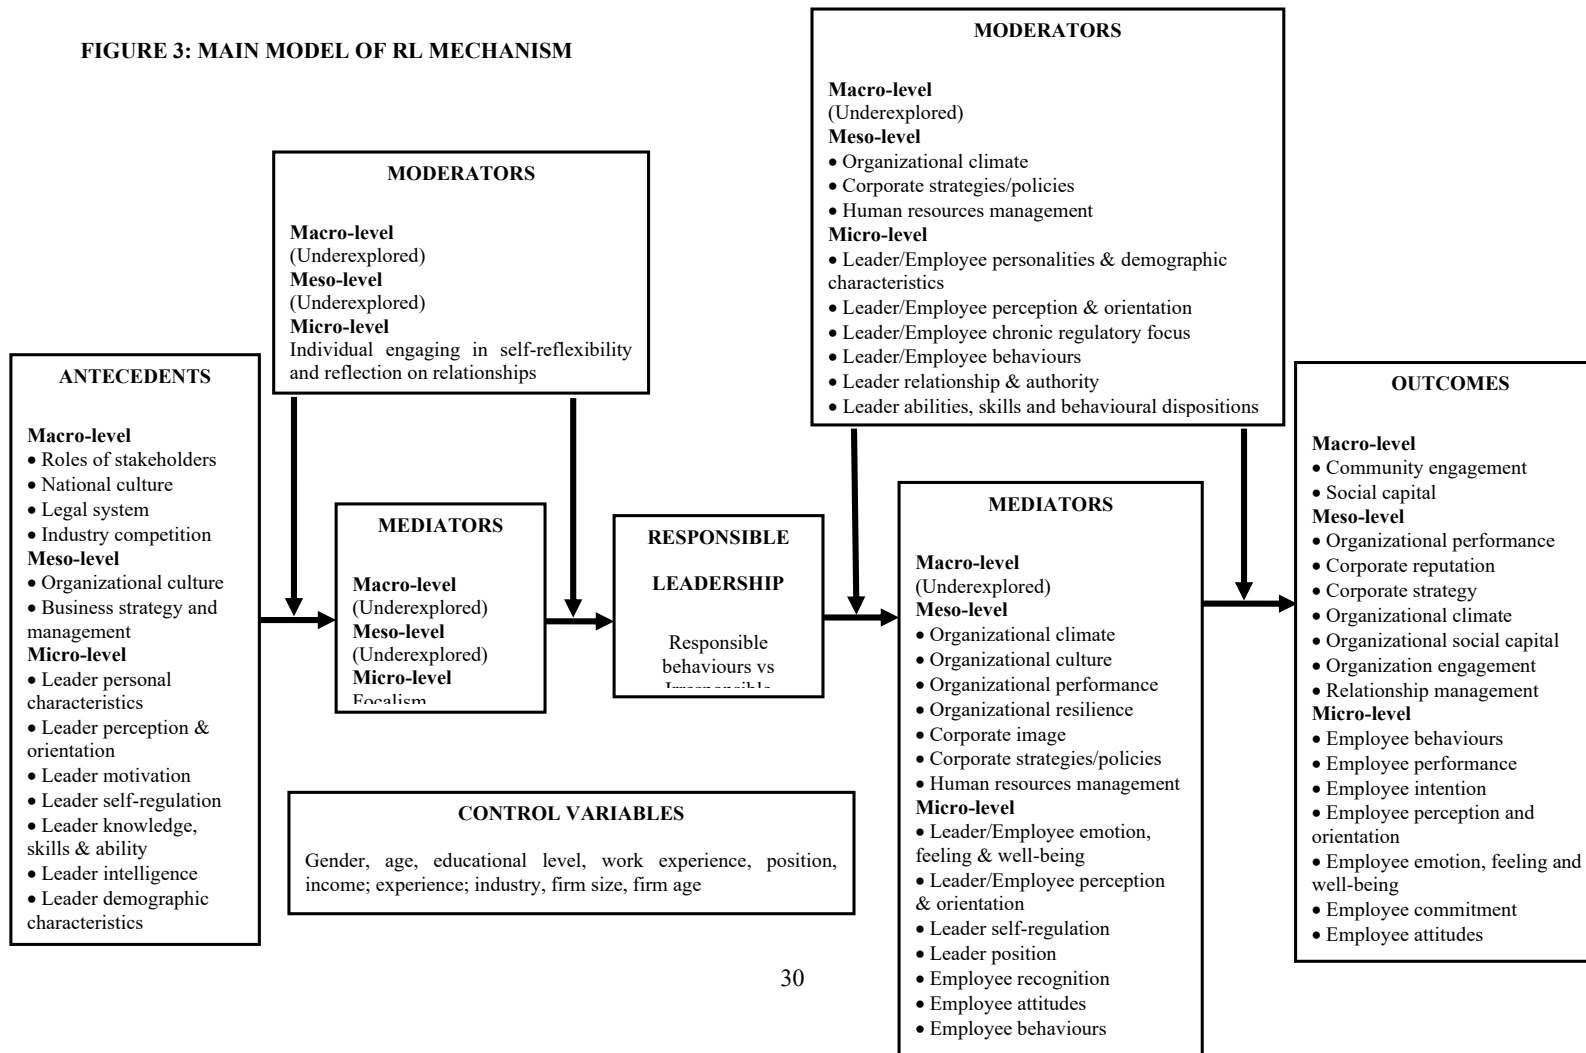 FIGURE 3: MAIN MODEL OF RL MECHANISM
MODERATORS
Macro-level
(Underexplored)
Meso-level
(Underexplored)
Micro-level
Individual engaging in self-reflexibility
and reflection on relationships
MODERATORS
Macro-level
(Underexplored)
Meso-level
• Organizational climate
• Corporate strategies/policies
• Human resources management
Micro-level
• Leader/Employee personalities & demographic
characteristics
• Leader/Employee perception & orientation
• Leader/Employee chronic regulatory focus
• Leader/Employee behaviours
• Leader relationship & authority
• Leader abilities, skills and behavioural dispositions
ANTECEDENTS
Macro-level
• Roles of stakeholders
• National culture
• Legal system
• Industry competition
Meso-level
• Organizational culture
• Business strategy and
management
Micro-level
• Leader personal
characteristics
• Leader perception &
orientation
• Leader motivation
• Leader self-regulation
• Leader knowledge,
skills & ability
• Leader intelligence
• Leader demographic
characteristics
MEDIATORS
Macro-level
(Underexplored)
Meso-level
(Underexplored)
Micro-level
Focalism
RESPONSIBLE
LEADERSHIP
Responsible
behaviours vs
Irresponsible
MEDIATORS
Macro-level
(Underexplored)
Meso-level
• Organizational climate
• Organizational culture
• Organizational performance
• Organizational resilience
• Corporate image
• Corporate strategies/policies
• Human resources management
Micro-level
• Leader/Employee emotion,
feeling & well-being
• Leader/Employee perception
& orientation
• Leader self-regulation
• Leader position
• Employee recognition
• Employee attitudes
• Employee behaviours
OUTCOMES
Macro-level
• Community engagement
• Social capital
Meso-level
• Organizational performance
• Corporate reputation
• Corporate strategy
• Organizational climate
• Organizational social capital
• Organization engagement
• Relationship management
Micro-level
• Employee behaviours
• Employee performance
• Employee intention
• Employee perception and
orientation
• Employee emotion, feeling and
well-being
• Employee commitment
• Employee attitudes
CONTROL VARIABLES
Gender, age, educational level, work experience, position,
income; experience; industry, firm size, firm age
30